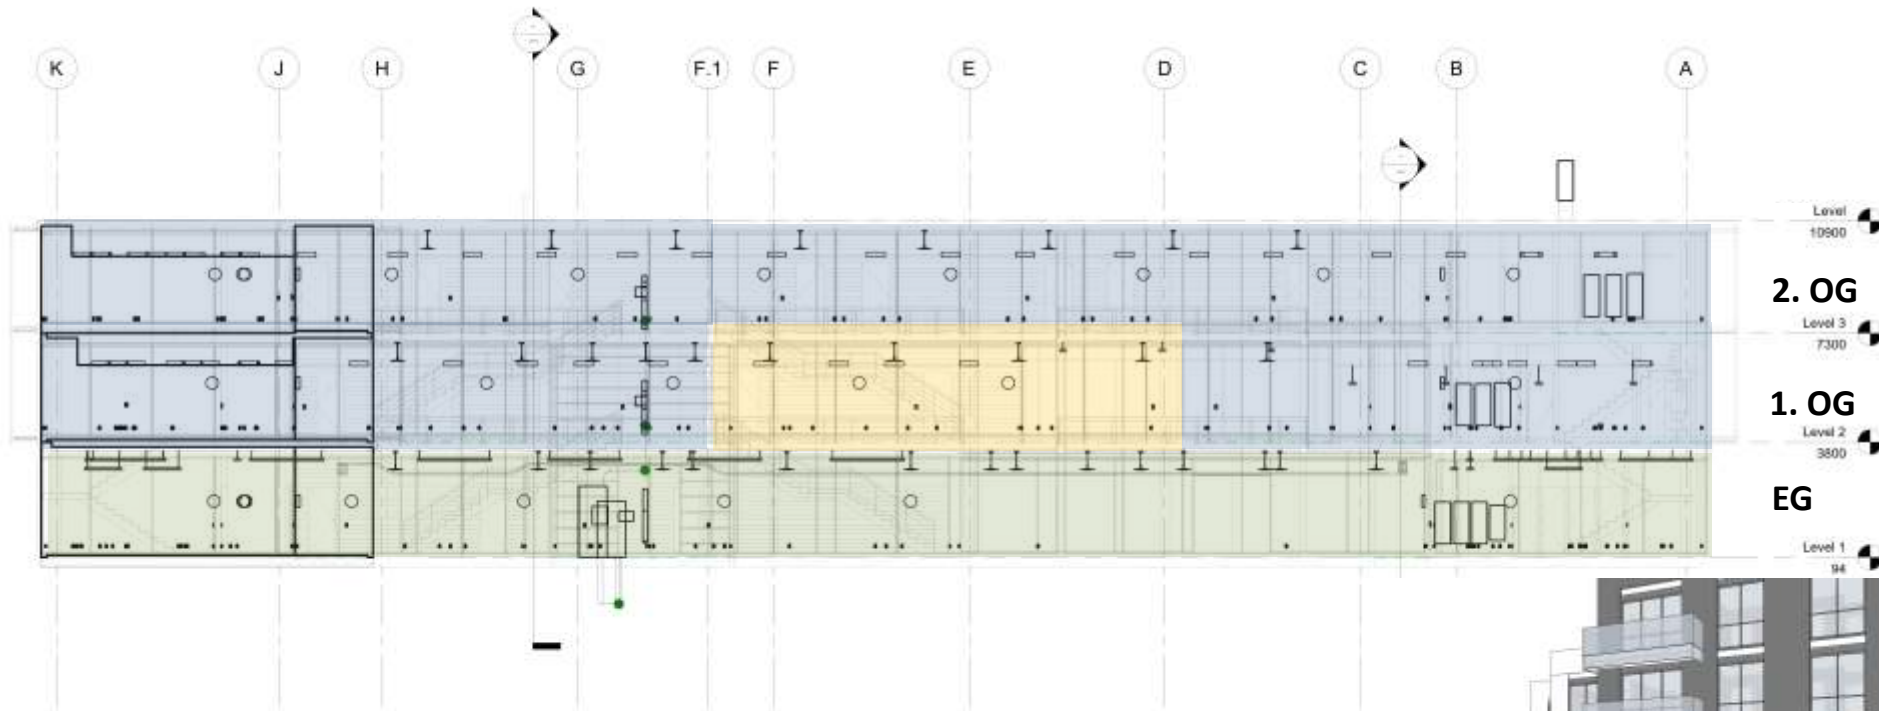 K J H G F.1 F E D C B A
Level
10900
2. OG
Level 3
7300
1. OG
Level 2
3800
EG
Level 1
94